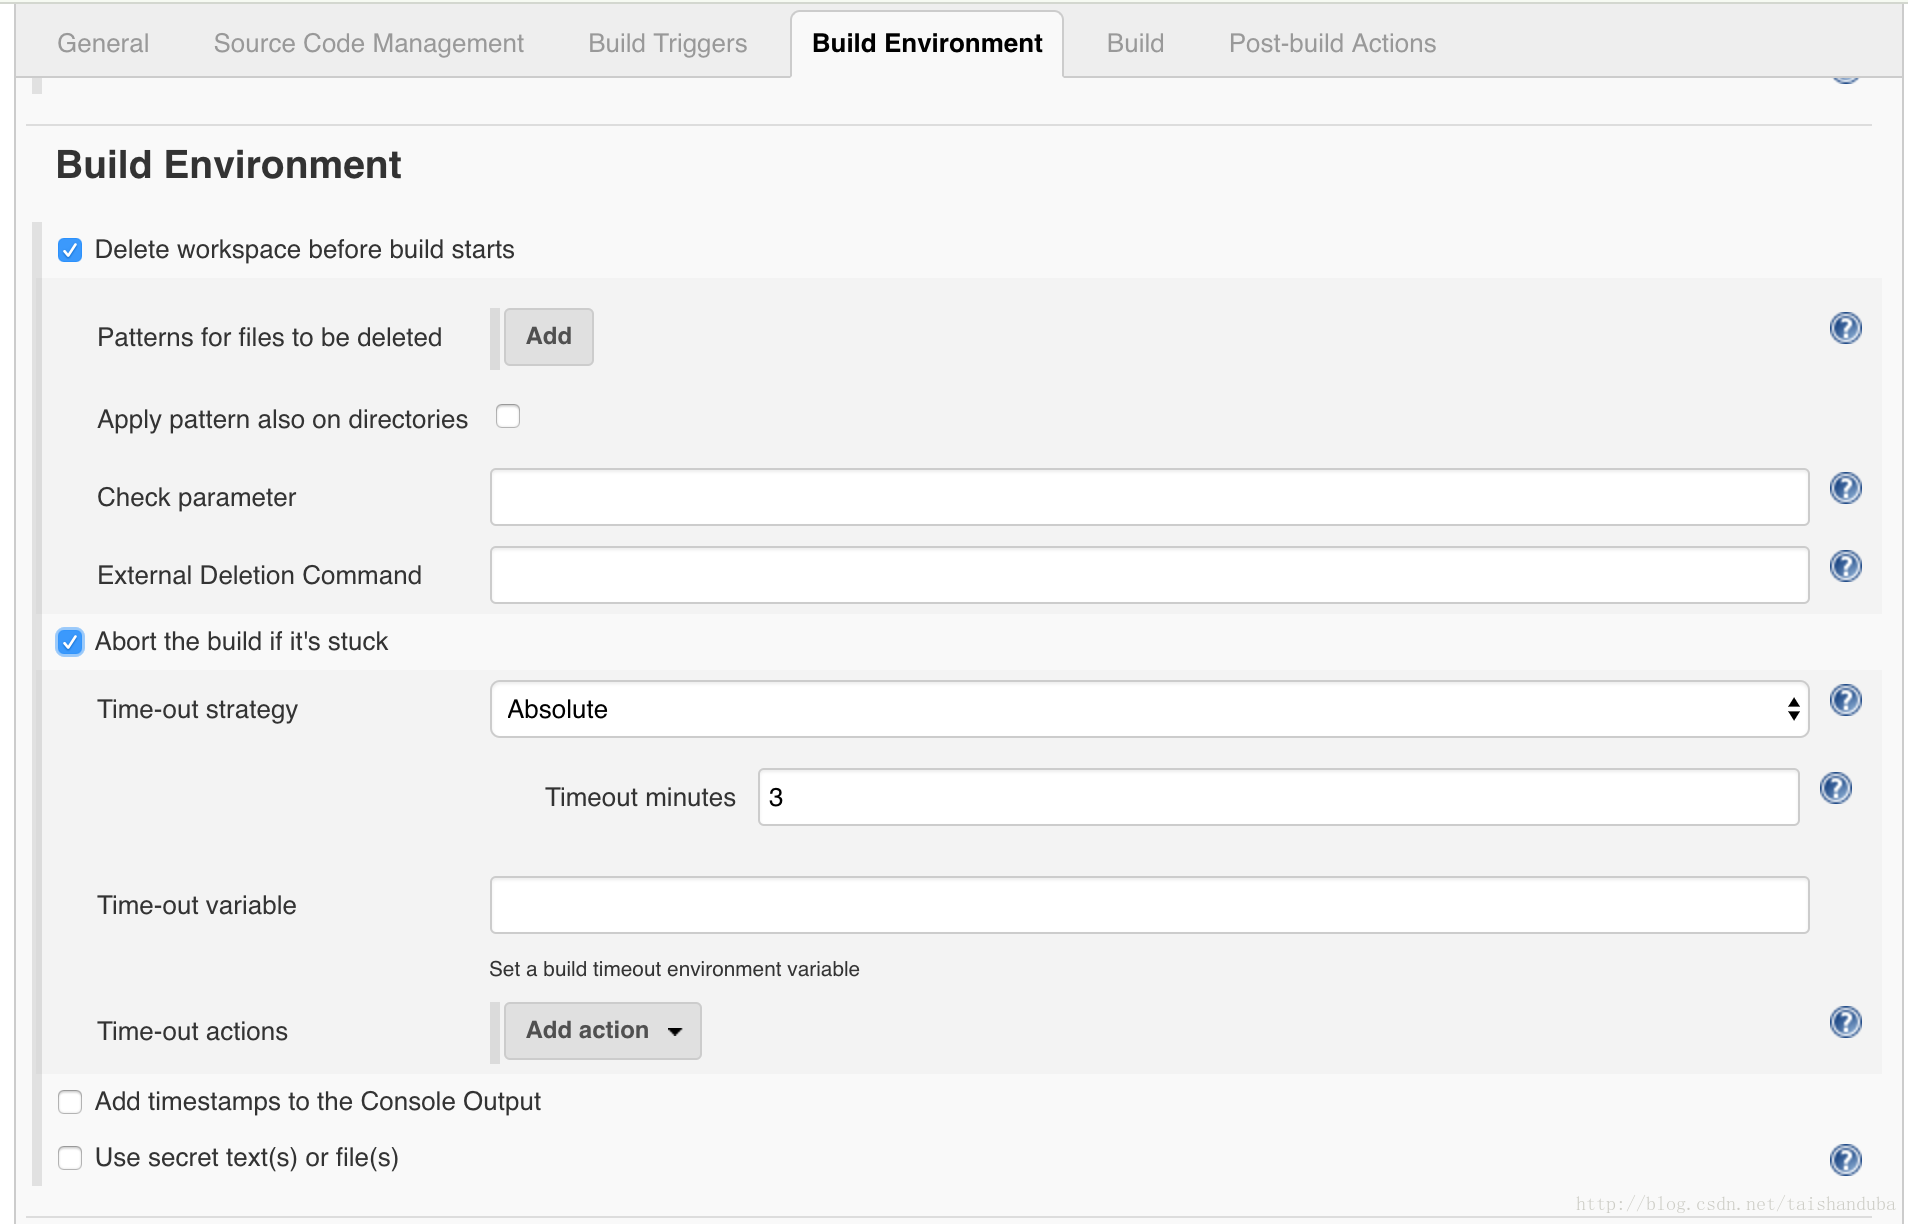 General Source Code Management Build Triggers Build Environment Build Post-build Actions
Build Environment
Delete workspace before build starts
Patterns for files to be deleted Add
Apply pattern also on directories
Check parameter
External Deletion Command
Abort the build if it's stuck
Time-out strategy Absolute
Timeout minutes 3
Time-out variable
Set a build timeout environment variable
Time-out actions Add action
Add timestamps to the Console Output
Use secret text(s) or file(s)
http://blog.csdn.net/taishanduba